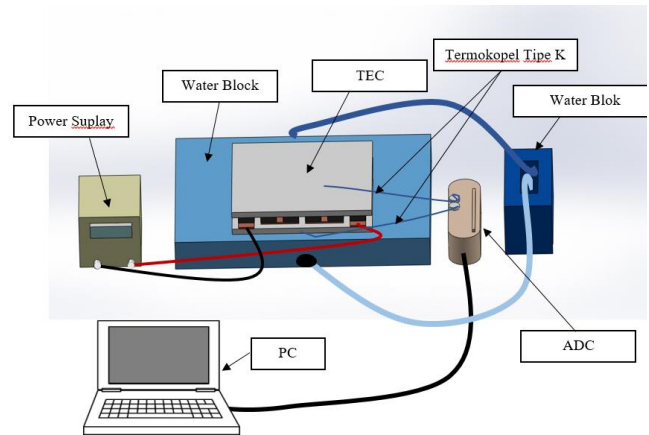 Termokopel Tipe K
TEC
Water Block
Water Blok
Power Suplay
PC
ADC